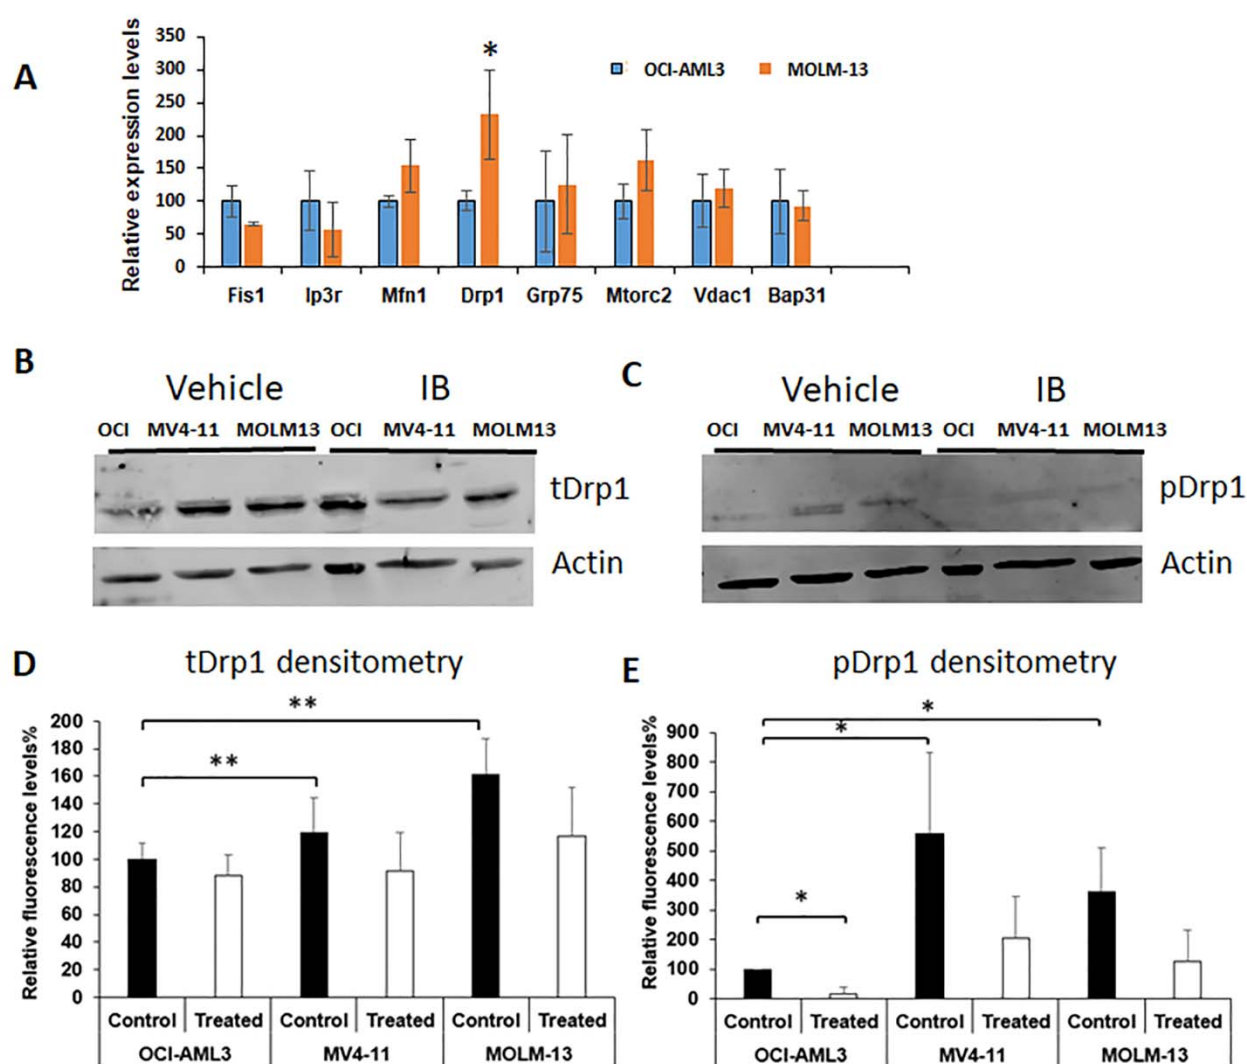 A
Relative expression levels
350
300
250
200
150
100
50
0
*
OCI-AML3 MOLM-13
Fis1 Ip3r Mfn1 Drp1 Grp75 Mtorc2 Vdac1 Bap31
B
Vehicle IB
OCI MV4-11 MOLM13 OCI MV4-11 MOLM13
tDrp1
Actin
C
Vehicle IB
OCI MV4-11 MOLM13 OCI MV4-11 MOLM13
pDrp1
Actin
D
tDrp1 densitometry
Relative fluorescence levels%
200
180
160
140
120
100
80
60
40
20
0
**
**
Control Treated Control Treated Control Treated
OCI-AML3 MV4-11 MOLM-13
E
pDrp1 densitometry
Relative fluorescence levels%
900
800
700
600
500
400
300
200
100
0
*
*
*
Control Treated Control Treated Control Treated
OCI-AML3 MV4-11 MOLM-13